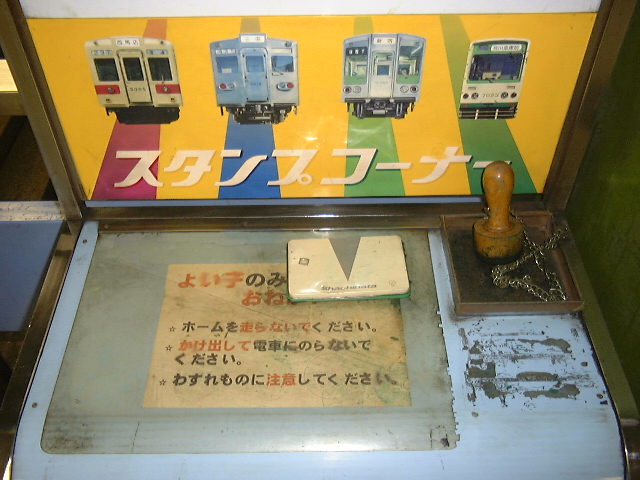 スタンプコーナー
よい子のみ
おね
Shachihata
☆ ホームを走らないでください。
☆ かけ出して電車にのらないで
ください。
☆ わすれものに注意してください。